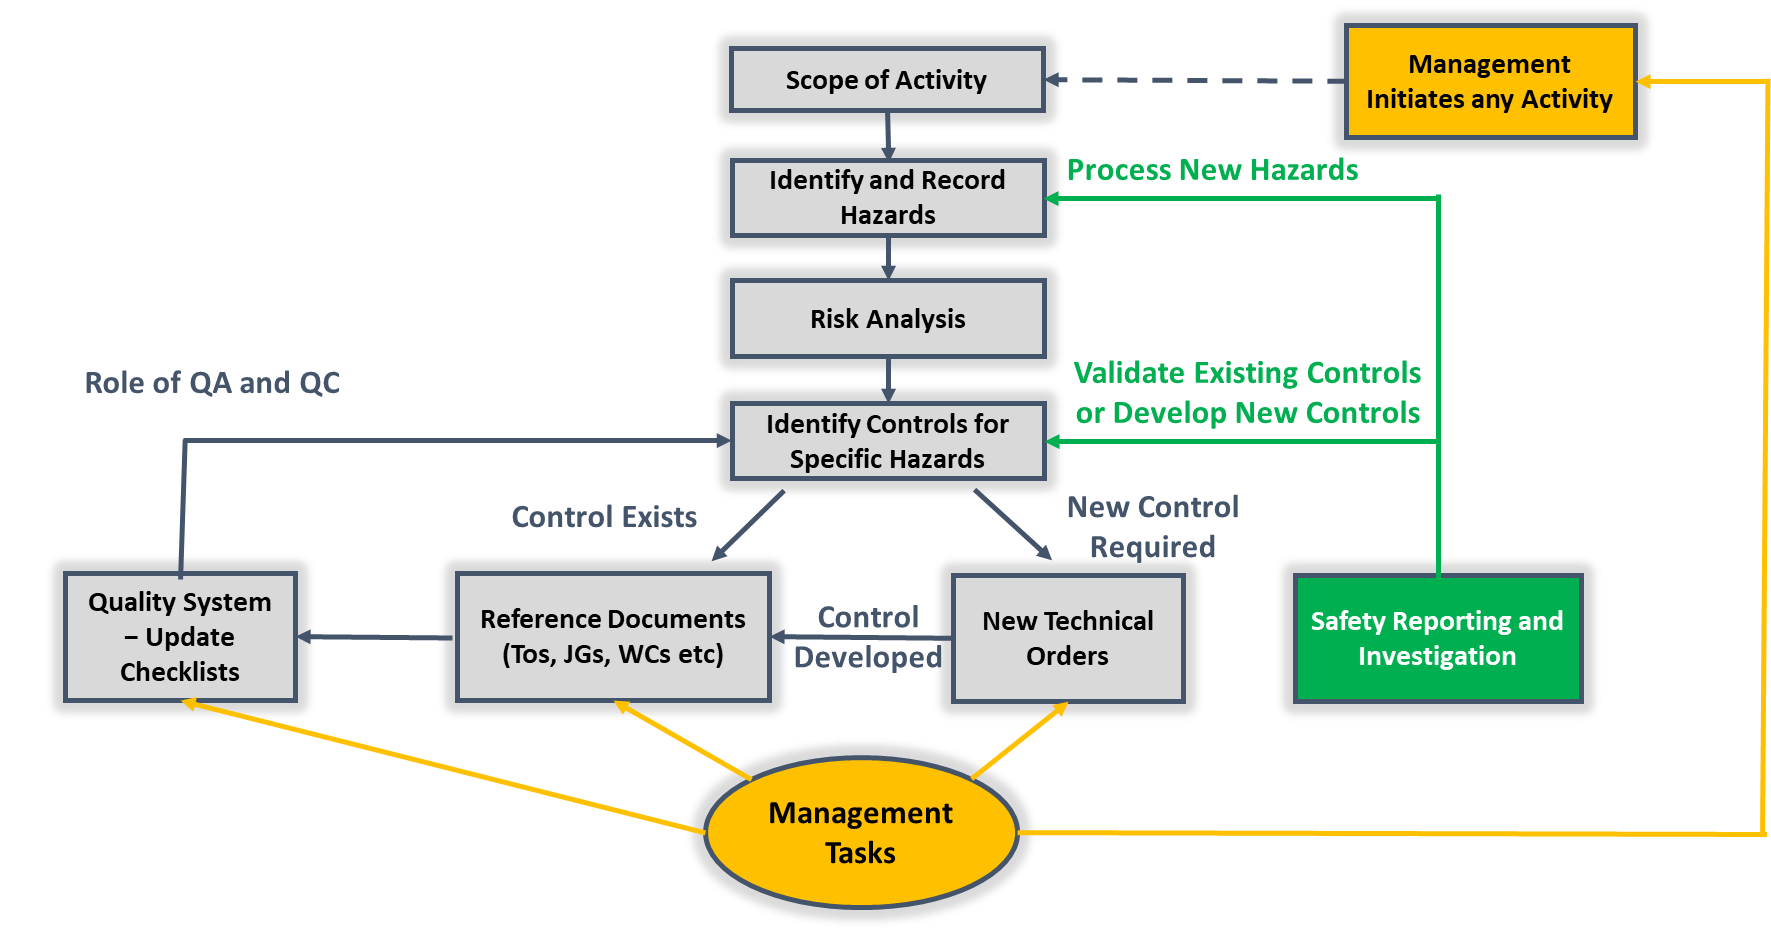 Management
Initiates any Activity
Scope of Activity
Process New Hazards
Identify and Record
Hazards
Risk Analysis
Role of QA and QC
Validate Existing Controls
or Develop New Controls
Identify Controls for
Specific Hazards
Control Exists
New Control
Required
Quality System
– Update
Checklists
Reference Documents
(Tos, JGs, WCs etc)
Control
Developed
New Technical
Orders
Safety Reporting and
Investigation
Management
Tasks